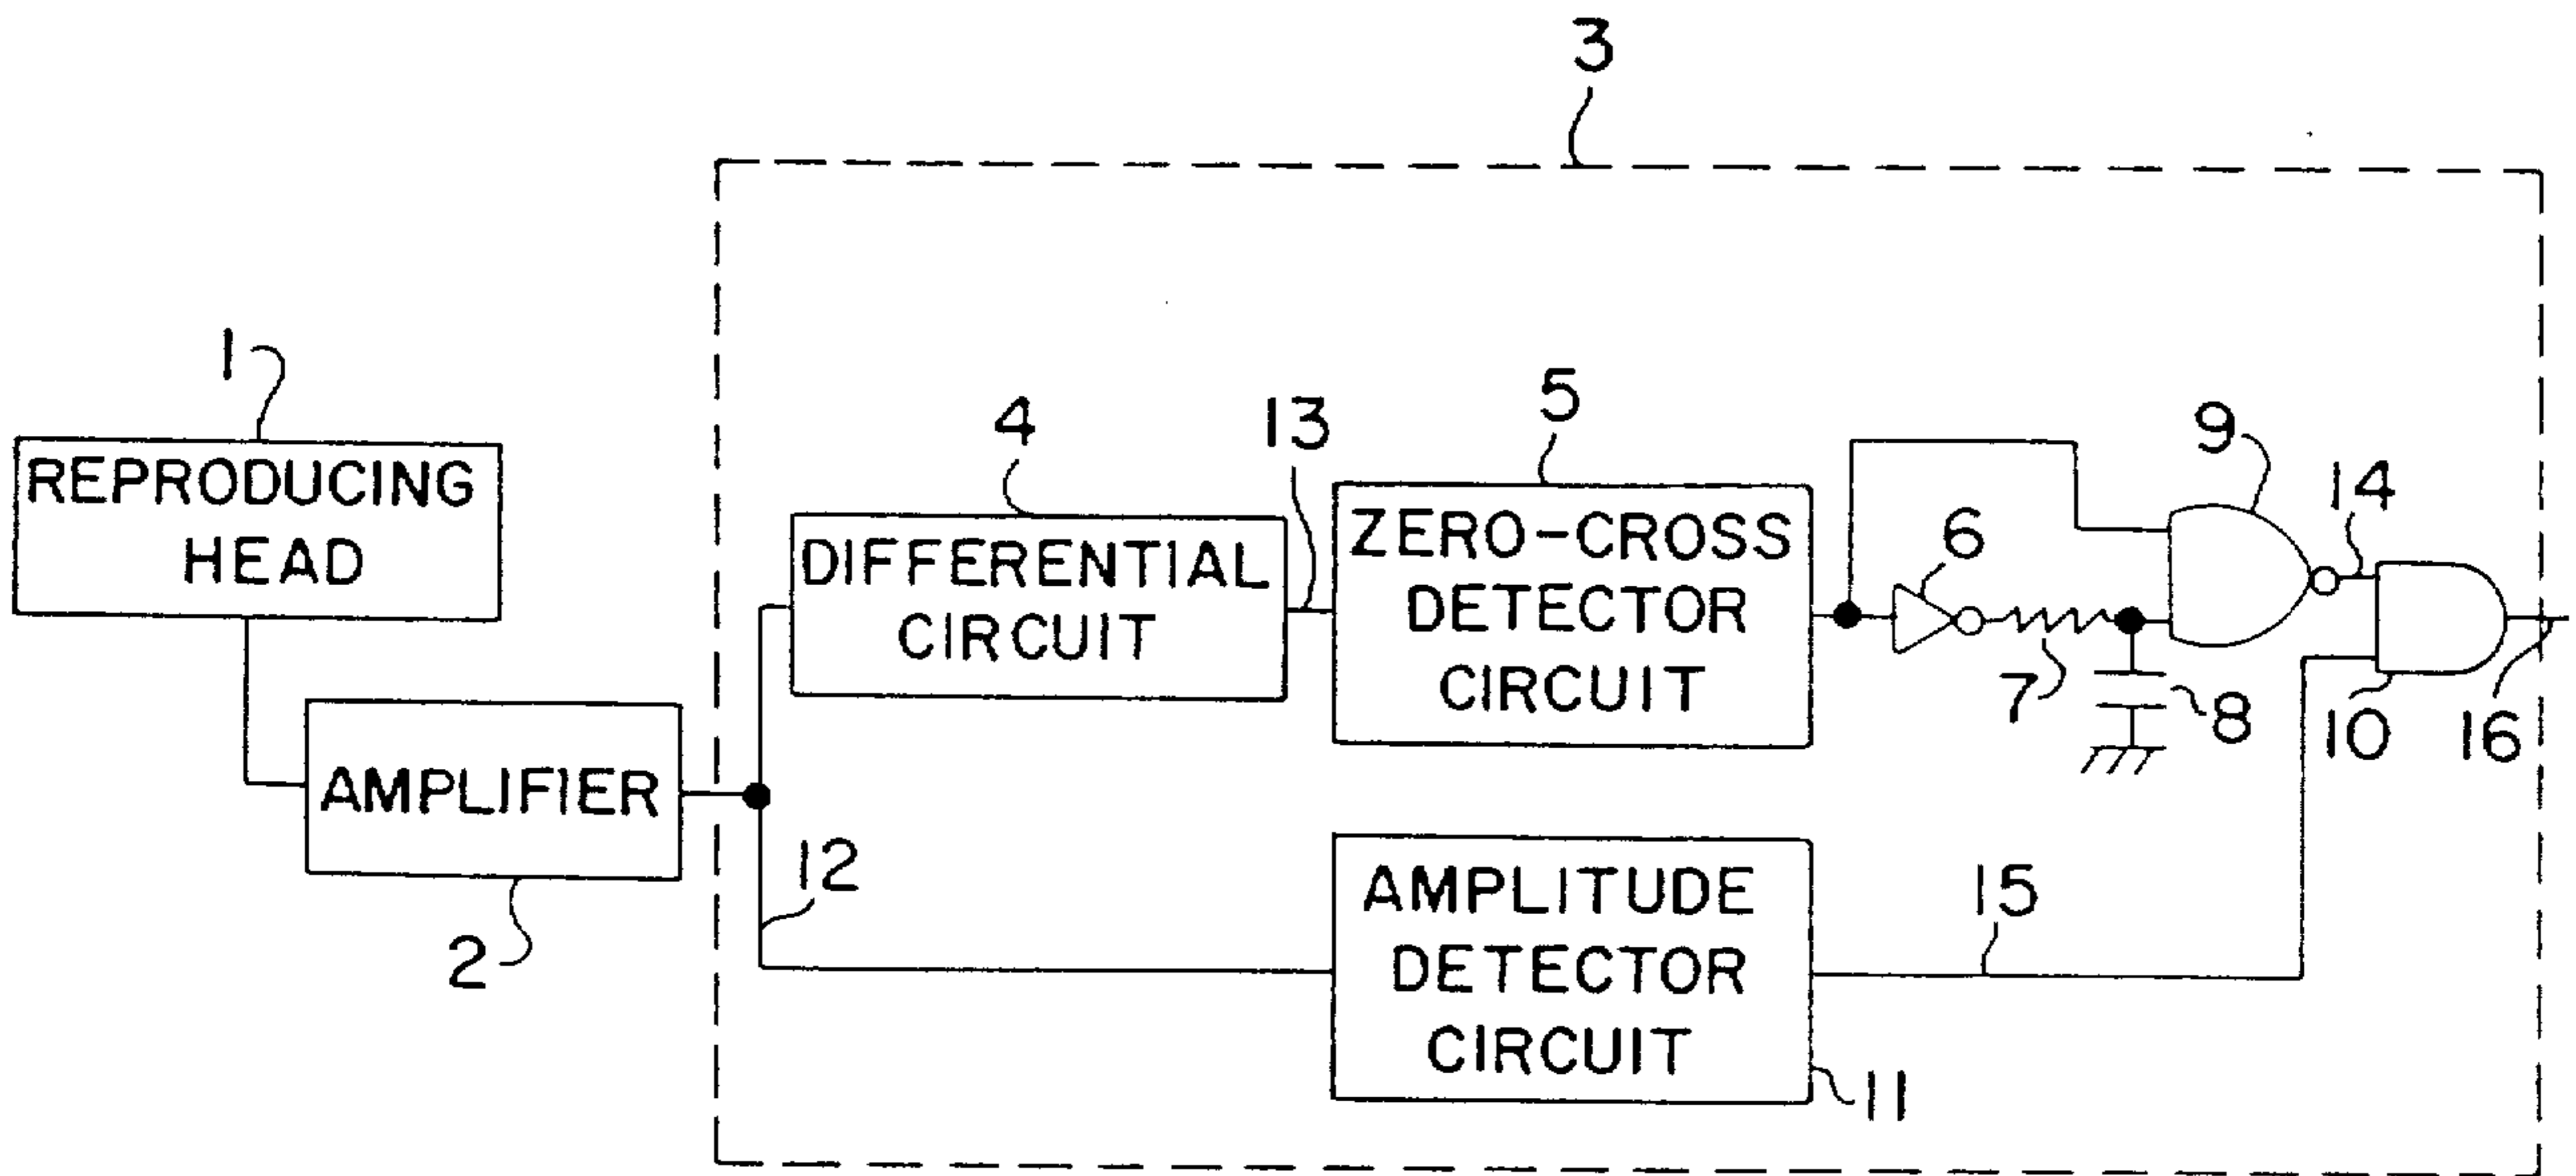 3
1
REPRODUCING
HEAD
AMPLIFIER
2
12
4
DIFFERENTIAL
CIRCUIT
13
5
ZERO-CROSS
DETECTOR
CIRCUIT
6
7
8
9
14
10
16
AMPLITUDE
DETECTOR
CIRCUIT
11
15